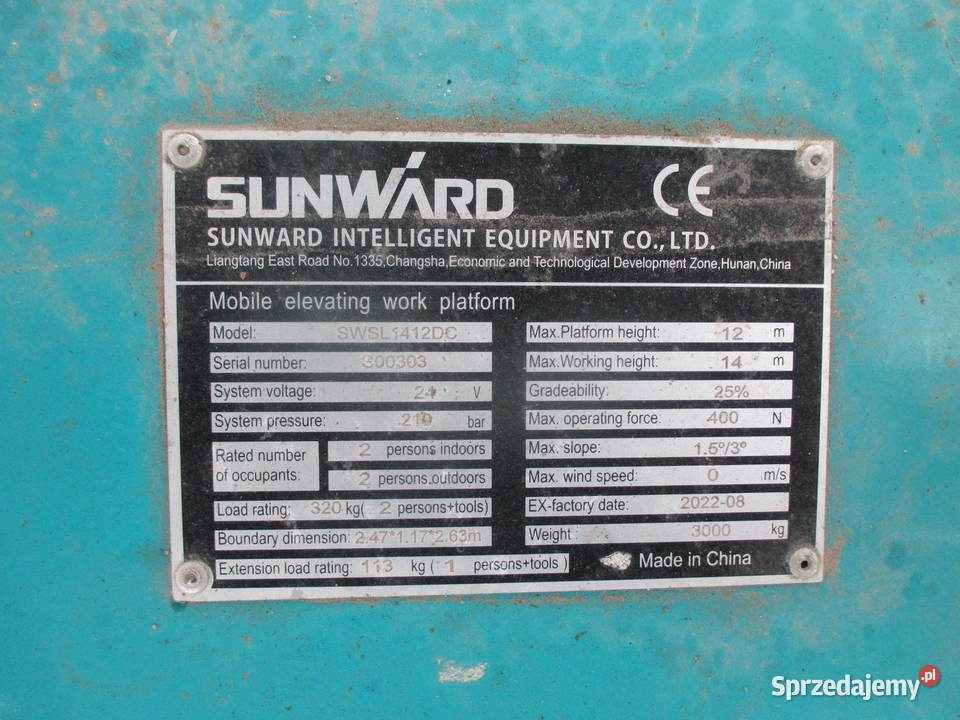 SUNWARD
CE
SUNWARD INTELLIGENT EQUIPMENT CO., LTD.
Liangtang East Road No.1335,Changsha,Economic and Technological Development Zone,Hunan,China
Mobile elevating work platform
Model: SWSL1412DC
Serial number: 300303
System voltage: 24 V
System pressure: 210 bar
Rated number of occupants:
2 persons indoors
2 persons.outdoors
Load rating: 320 kg( 2 persons+tools)
Boundary dimension: 2.47*1.17*2.63m
Extension load rating: 113 kg ( 1 persons+tools )
Max.Platform height: 12 m
Max.Working height: 14 m
Gradeability: 25%
Max. operating force: 400 N
Max. slope: 1.5°/3°
Max. wind speed: 0 m/s
EX-factory date: 2022-08
Weight : 3000 kg
Made in China
Sprzedajemy.pl